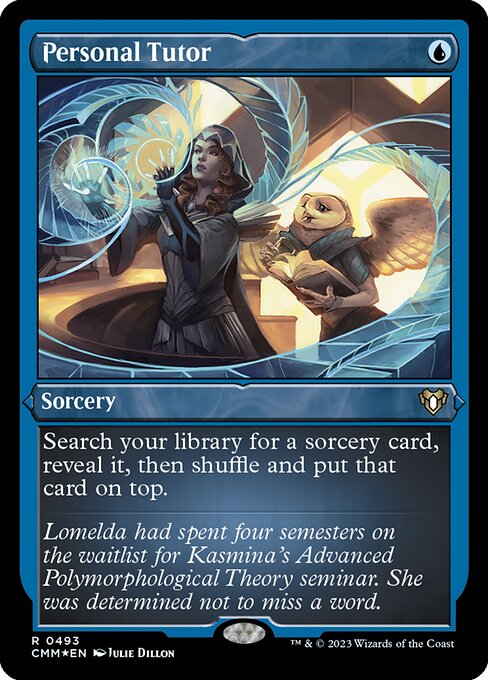 Personal Tutor
Sorcery
Search your library for a sorcery card,
reveal it, then shuffle and put that
card on top.
Lomelda had spent four semesters on
the waitlist for Kasmina's Advanced
Polymorphological Theory seminar. She
was determined not to miss a word.
R 0493
CMM★EN Julie Dillon
™ & © 2023 Wizards of the Coast